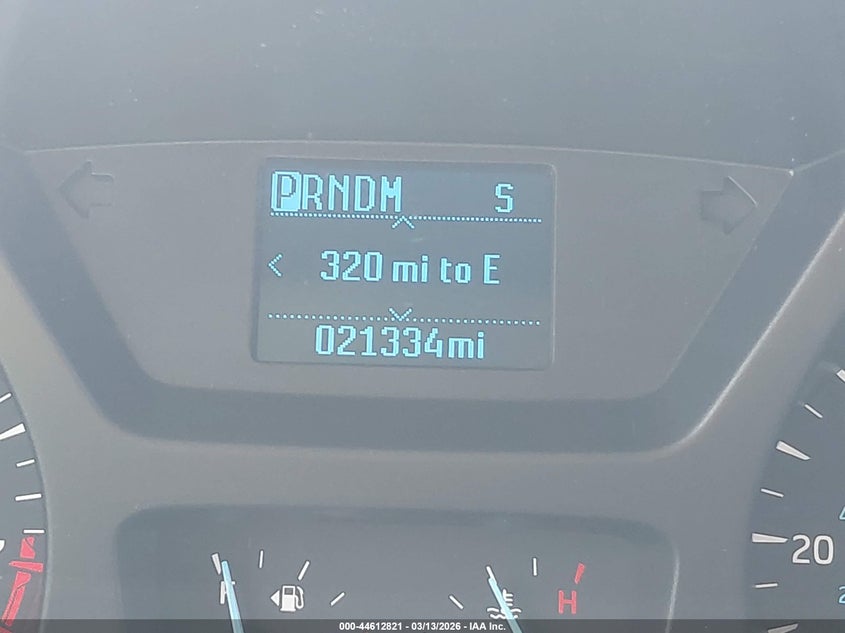 PRNDM S
< 320 mi to E
021334mi
F
H
20
000-44612821 - 03/13/2026 - IAA Inc.